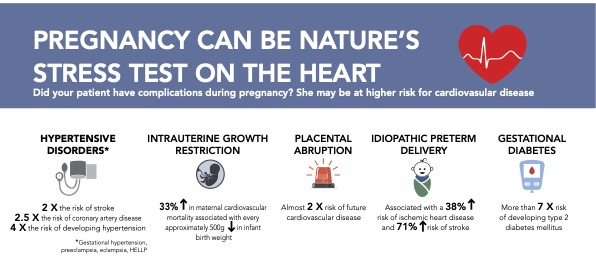 PREGNANCY CAN BE NATURE'S
STRESS TEST ON THE HEART
Did your patient have complications during pregnancy? She may be at higher risk for cardiovascular disease
HYPERTENSIVE
DISORDERS*
2 X the risk of stroke
2.5 X the risk of coronary artery disease
4 X the risk of developing hypertension
*Gestational hypertension,
preeclampsia, eclampsia, HELLP
INTRAUTERINE GROWTH
RESTRICTION
33% ↑ in maternal cardiovascular
mortality associated with every
approximately 500g ↓ in infant
birth weight
PLACENTAL
ABRUPTION
Almost 2 X risk of future
cardiovascular disease
IDIOPATHIC PRETERM
DELIVERY
Associated with a 38% ↑
risk of ischemic heart disease
and 71% ↑ risk of stroke
GESTATIONAL
DIABETES
More than 7 X risk
of developing type 2
diabetes mellitus